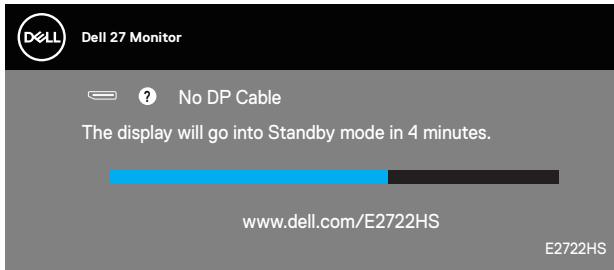 DELL
Dell 27 Monitor
? No DP Cable
The display will go into Standby mode in 4 minutes.
www.dell.com/E2722HS
E2722HS